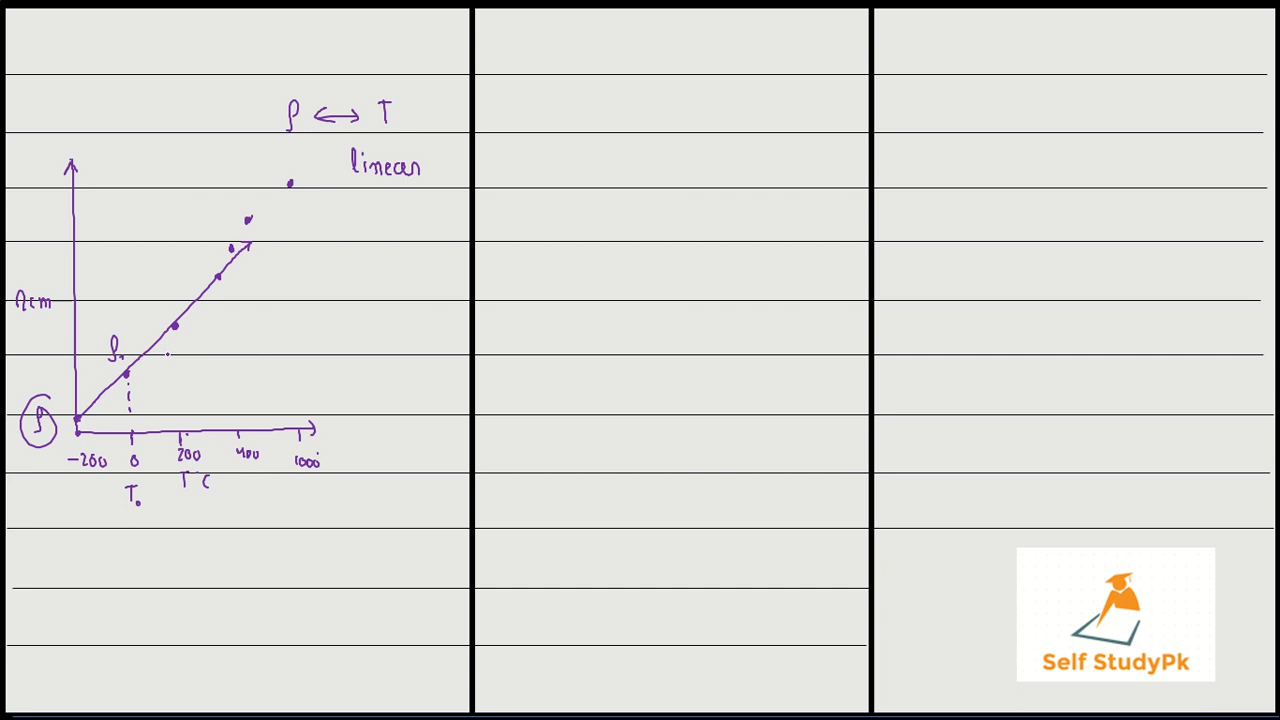 ρ ⟷ T
linear
Ωcm
ρ₀
ρ
-200 0 200 400 1000
T°C
T₀
Self StudyPk